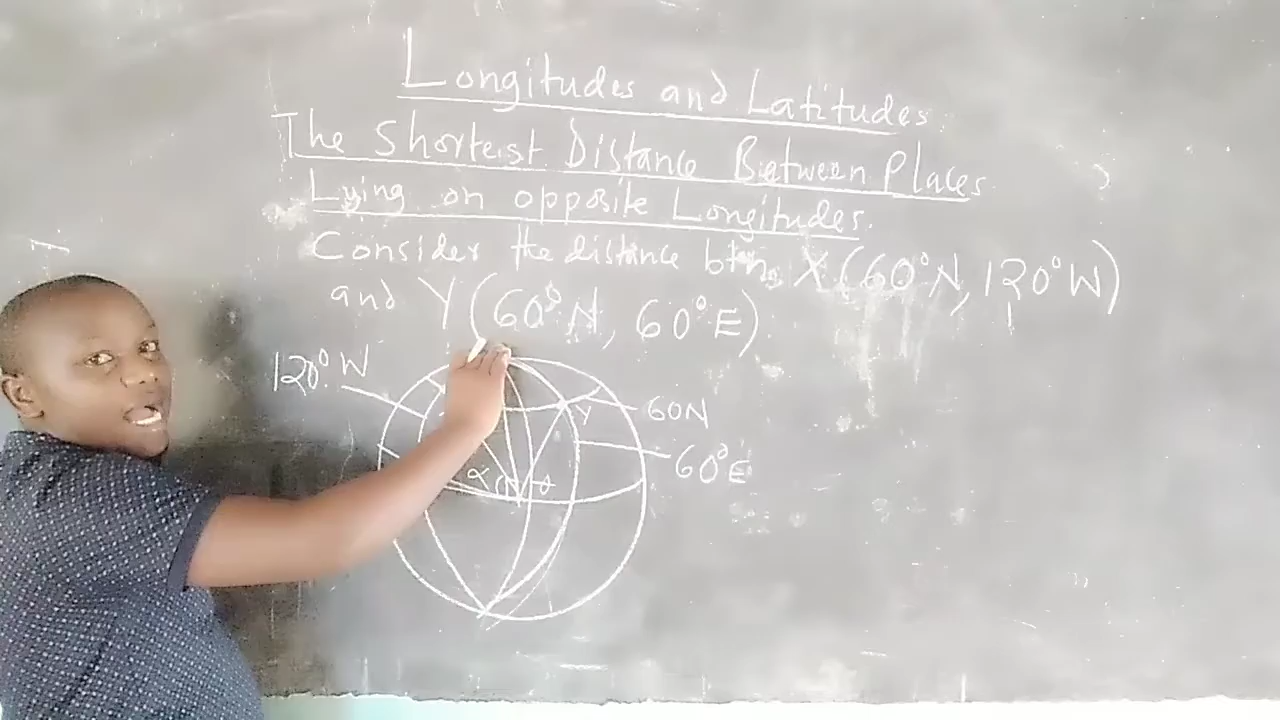 Longitudes and Latitudes.
The Shortest Distance Between Places
Lying on opposite Longitudes.
Consider the distance btn, X(60°N, 120°W)
and Y(60°N, 60°E)
120°W
Y
60N
60°E
α
θ